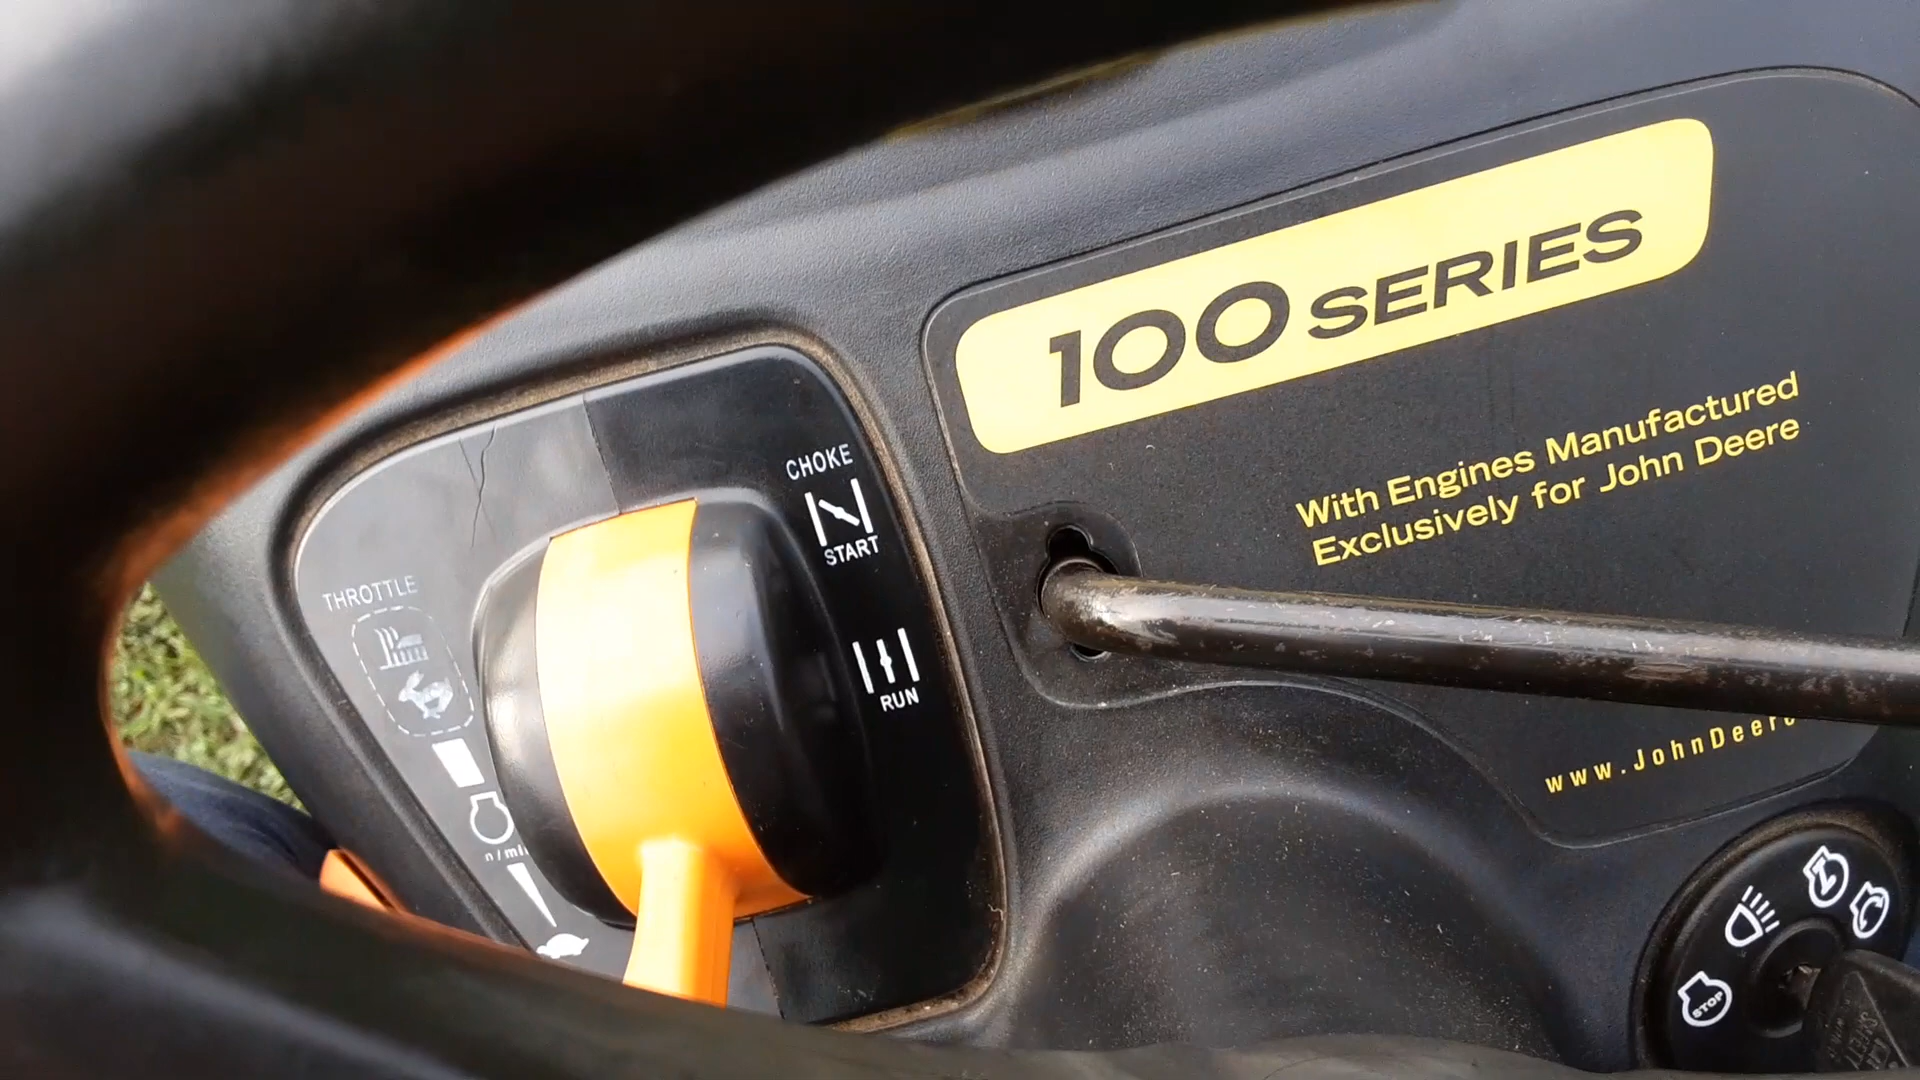 100 SERIES
With Engines Manufactured
Exclusively for John Deere
CHOKE
START
THROTTLE
RUN
www.JohnDeere
STOP